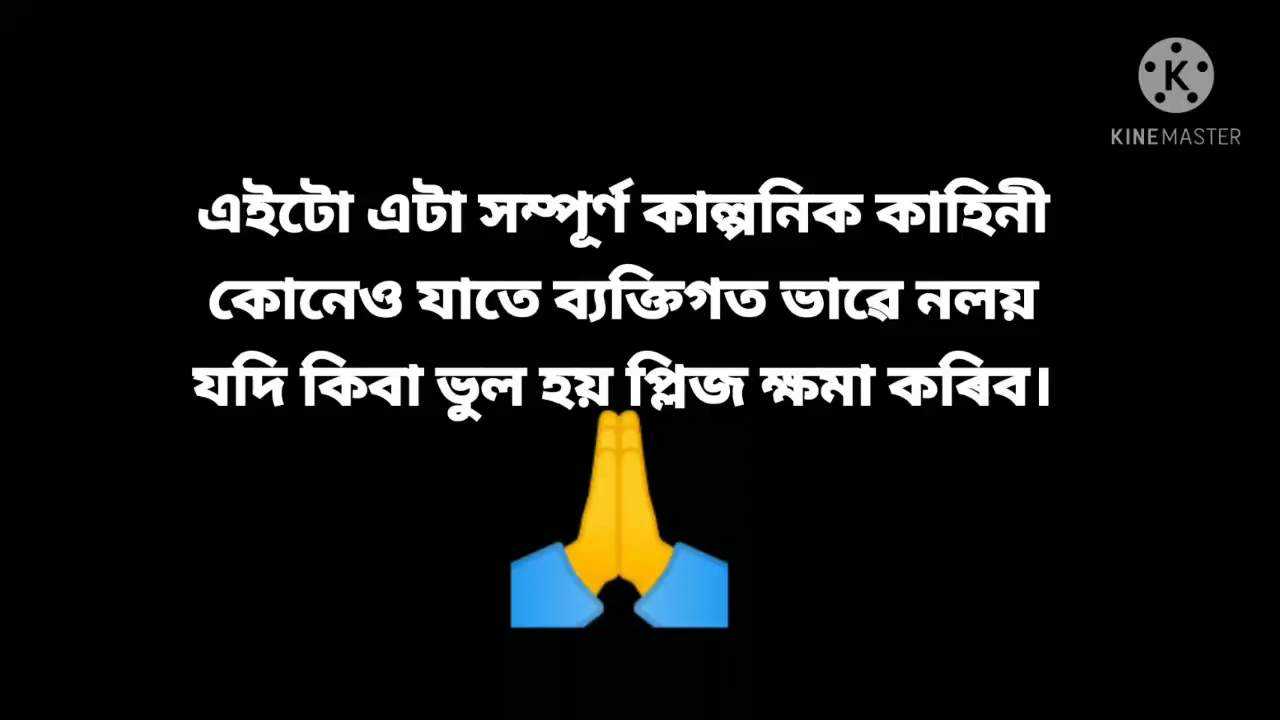 K
KINEMASTER
এইটো এটা সম্পূৰ্ণ কাল্পনিক কাহিনী
কোনেও যাতে ব্যক্তিগত ভাৱে নলয়
যদি কিবা ভুল হয় প্লিজ ক্ষমা কৰিব।